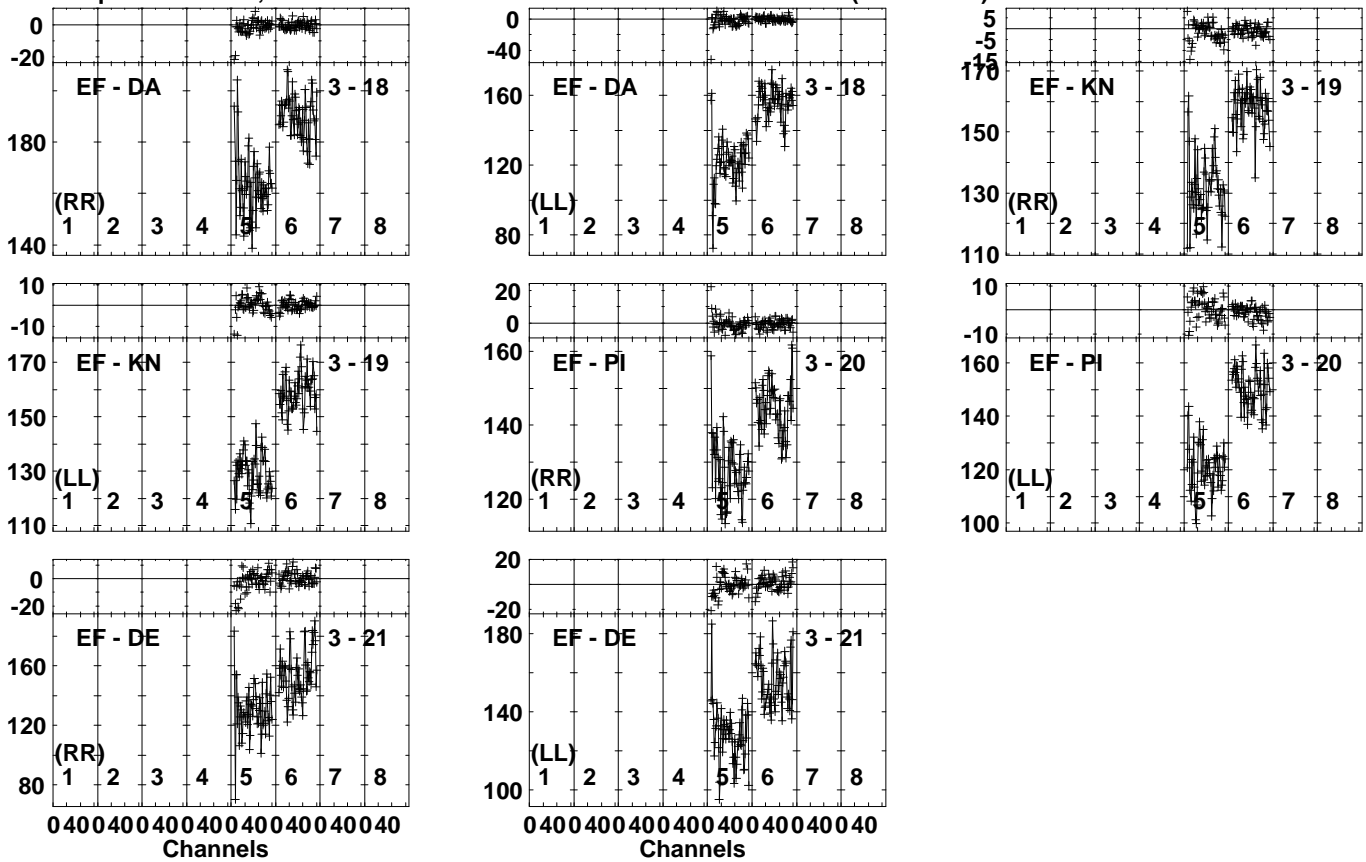 0
-20
EF - DA 3 - 18
180
(RR)
1 2 3 4 5 6 7 8
140
0
-40
EF - DA 3 - 18
160
120
(LL)
1 2 3 4 5 6 7 8
80
5
-5
-15
170
EF - KN 3 - 19
150
130
(RR)
1 2 3 4 5 6 7 8
110
10
-10
170
EF - KN 3 - 19
150
130
(LL)
1 2 3 4 5 6 7 8
110
20
0
160
EF - PI 3 - 20
140
(RR)
120
1 2 3 4 5 6 7 8
10
-10
160
EF - PI 3 - 20
140
120
(LL)
1 2 3 4 5 6 7 8
100
0
-20
EF - DE 3 - 21
160
120
(RR)
1 2 3 4 5 6 7 8
80
20
-20
180
EF - DE 3 - 21
140
(LL)
1 2 3 4 5 6 7 8
100
0 40 0 40 0 40 0 40 0 40 0 40 0 40 0 40
Channels
0 40 0 40 0 40 0 40 0 40 0 40 0 40 0 40
Channels